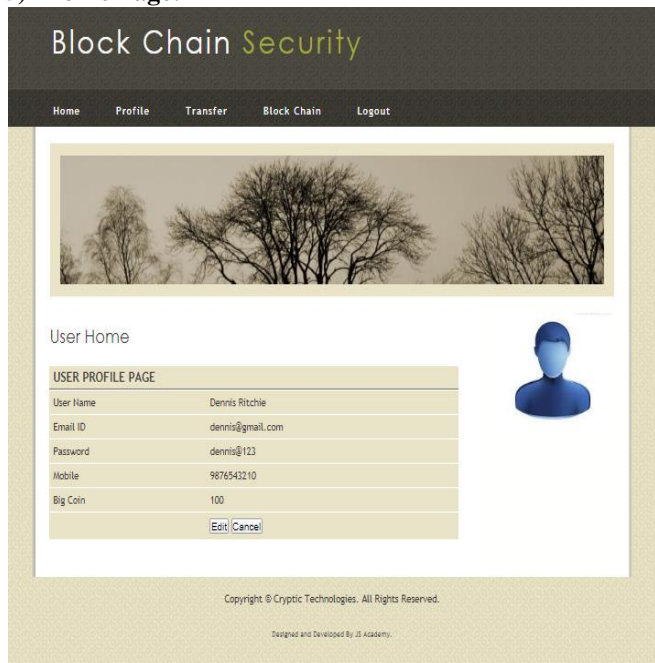 Block Chain Security
Home Profile Transfer Block Chain Logout
User Home
USER PROFILE PAGE
User Name Dennis Ritchie
Email ID dennis@gmail.com
Password dennis@123
Mobile 9876543210
Big Coin 100
Edit Cancel
Copyright © Cryptic Technologies. All Rights Reserved.
Designed and Developed By JS Academy.